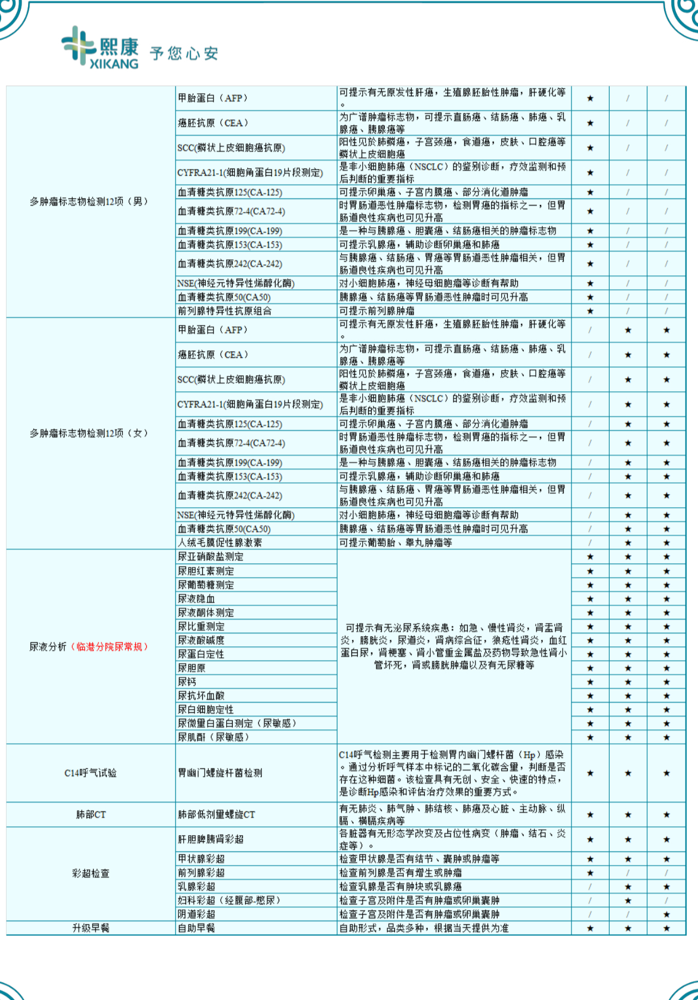 熙康
XIKANG
予您心安
多肿瘤标志物检测12项（男）
甲胎蛋白（AFP）
可提示有无原发性肝癌，生殖腺胚胎性肿瘤，肝硬化等
。
★ / /
癌胚抗原（CEA）
为广谱肿瘤标志物，可提示直肠癌、结肠癌、肺癌、乳
腺癌、胰腺癌等
★ / /
SCC(鳞状上皮细胞癌抗原)
阳性见於肺鳞癌，子宫颈癌，食道癌，皮肤、口腔癌等
鳞状上皮细胞癌
★ / /
CYFRA21-1(细胞角蛋白19片段测定)
是非小细胞肺癌（NSCLC）的鉴别诊断，疗效监测和预
后判断的重要指标
★ / /
血清糖类抗原125(CA-125)
可提示卵巢癌、子宫内膜癌、部分消化道肿瘤
★ / /
血清糖类抗原72-4(CA72-4)
时胃肠道恶性肿瘤标志物，检测胃癌的指标之一，但胃
肠道良性疾病也可见升高
★ / /
血清糖类抗原199(CA-199)
是一种与胰腺癌、胆囊癌、结肠癌相关的肿瘤标志物
★ / /
血清糖类抗原153(CA-153)
可提示乳腺癌，辅助诊断卵巢癌和肺癌
★ / /
血清糖类抗原242(CA-242)
与胰腺癌、结肠癌、胃癌等胃肠道恶性肿瘤相关，但胃
肠道良性疾病也可见升高
★ / /
NSE(神经元特异性烯醇化酶)
对小细胞肺癌，神经母细胞瘤等诊断有帮助
★ / /
血清糖类抗原50(CA50)
胰腺癌、结肠癌等胃肠道恶性肿瘤时可见升高
★ / /
前列腺特异性抗原组合
可提示前列腺肿瘤
★ / /
多肿瘤标志物检测12项（女）
甲胎蛋白（AFP）
可提示有无原发性肝癌，生殖腺胚胎性肿瘤，肝硬化等
。
/ ★ ★
癌胚抗原（CEA）
为广谱肿瘤标志物，可提示直肠癌、结肠癌、肺癌、乳
腺癌、胰腺癌等
/ ★ ★
SCC(鳞状上皮细胞癌抗原)
阳性见於肺鳞癌，子宫颈癌，食道癌，皮肤、口腔癌等
鳞状上皮细胞癌
/ ★ ★
CYFRA21-1(细胞角蛋白19片段测定)
是非小细胞肺癌（NSCLC）的鉴别诊断，疗效监测和预
后判断的重要指标
/ ★ ★
血清糖类抗原125(CA-125)
可提示卵巢癌、子宫内膜癌、部分消化道肿瘤
/ ★ ★
血清糖类抗原72-4(CA72-4)
时胃肠道恶性肿瘤标志物，检测胃癌的指标之一，但胃
肠道良性疾病也可见升高
/ ★ ★
血清糖类抗原199(CA-199)
是一种与胰腺癌、胆囊癌、结肠癌相关的肿瘤标志物
/ ★ ★
血清糖类抗原153(CA-153)
可提示乳腺癌，辅助诊断卵巢癌和肺癌
/ ★ ★
血清糖类抗原242(CA-242)
与胰腺癌、结肠癌、胃癌等胃肠道恶性肿瘤相关，但胃
肠道良性疾病也可见升高
/ ★ ★
NSE(神经元特异性烯醇化酶)
对小细胞肺癌，神经母细胞瘤等诊断有帮助
/ ★ ★
血清糖类抗原50(CA50)
胰腺癌、结肠癌等胃肠道恶性肿瘤时可见升高
/ ★ ★
人绒毛膜促性腺激素
可提示葡萄胎、睾丸肿瘤等
/ ★ ★
尿液分析（临港分院尿常规）
尿亚硝酸盐测定
★ ★ ★
尿胆红素测定
★ ★ ★
尿葡萄糖测定
★ ★ ★
尿液隐血
★ ★ ★
尿液酮体测定
★ ★ ★
尿比重测定
★ ★ ★
尿液酸碱度
★ ★ ★
尿蛋白定性
★ ★ ★
尿胆原
★ ★ ★
尿钙
★ ★ ★
尿抗坏血酸
★ ★ ★
尿白细胞定性
★ ★ ★
尿微量白蛋白测定（尿敏感）
★ ★ ★
尿肌酐（尿敏感）
★ ★ ★
可提示有无泌尿系统疾患：如急、慢性肾炎，肾盂肾
炎，膀胱炎，尿道炎，肾病综合征，狼疮性肾炎，血红
蛋白尿，肾梗塞、肾小管重金属盐及药物导致急性肾小
管坏死，肾或膀胱肿瘤以及有无尿糖等
C14呼气试验
胃幽门螺旋杆菌检测
C14呼气检测主要用于检测胃内幽门螺杆菌（Hp）感染
。通过分析呼气样本中标记的二氧化碳含量，判断是否
存在这种细菌。该检查具有无创、安全、快速的特点，
是诊断Hp感染和评估治疗效果的重要方式。
★ ★ ★
肺部CT
肺部低剂量螺旋CT
有无肺炎、肺气肿、肺结核、肺癌及心脏、主动脉、纵
膈、横膈疾病等
★ ★ ★
彩超检查
肝胆脾胰肾彩超
各脏器有无形态学改变及占位性病变（肿瘤、结石、炎
症等）。
★ ★ ★
甲状腺彩超
检查甲状腺是否有结节、囊肿或肿瘤等
★ ★ ★
前列腺彩超
检查前列腺是否有增生或肿瘤
★ / /
乳腺彩超
检查乳腺是否有肿块或乳腺癌
/ ★ ★
妇科彩超（经腹部-憋尿）
检查子宫及附件是否有肿瘤或卵巢囊肿
/ ★ /
阴道彩超
检查子宫及附件是否有肿瘤或卵巢囊肿
/ / ★
升级早餐
自助早餐
自助形式，品类多种，根据当天提供为准
★ ★ ★